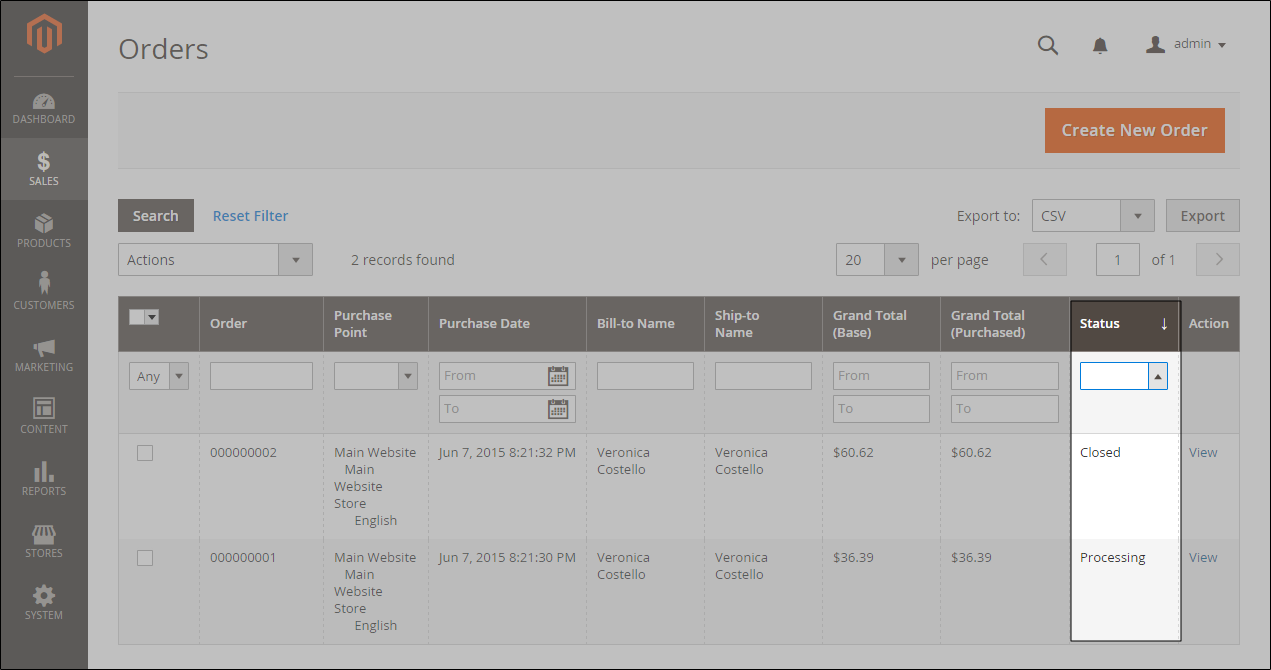 Orders
admin
Create New Order
DASHBOARD
SALES
PRODUCTS
CUSTOMERS
MARKETING
CONTENT
REPORTS
STORES
SYSTEM
Search Reset Filter Export to: CSV Export
Actions 2 records found 20 per page 1 of 1
Order Purchase Point Purchase Date Bill-to Name Ship-to Name Grand Total (Base) Grand Total (Purchased) Status ↓ Action
Any From From From
To To To
000000002 Main Website Jun 7, 2015 8:21:32 PM Veronica Veronica $60.62 $60.62 Closed View
Main Costello Costello
Website
Store
English
000000001 Main Website Jun 7, 2015 8:21:30 PM Veronica Veronica $36.39 $36.39 Processing View
Main Costello Costello
Website
Store
English